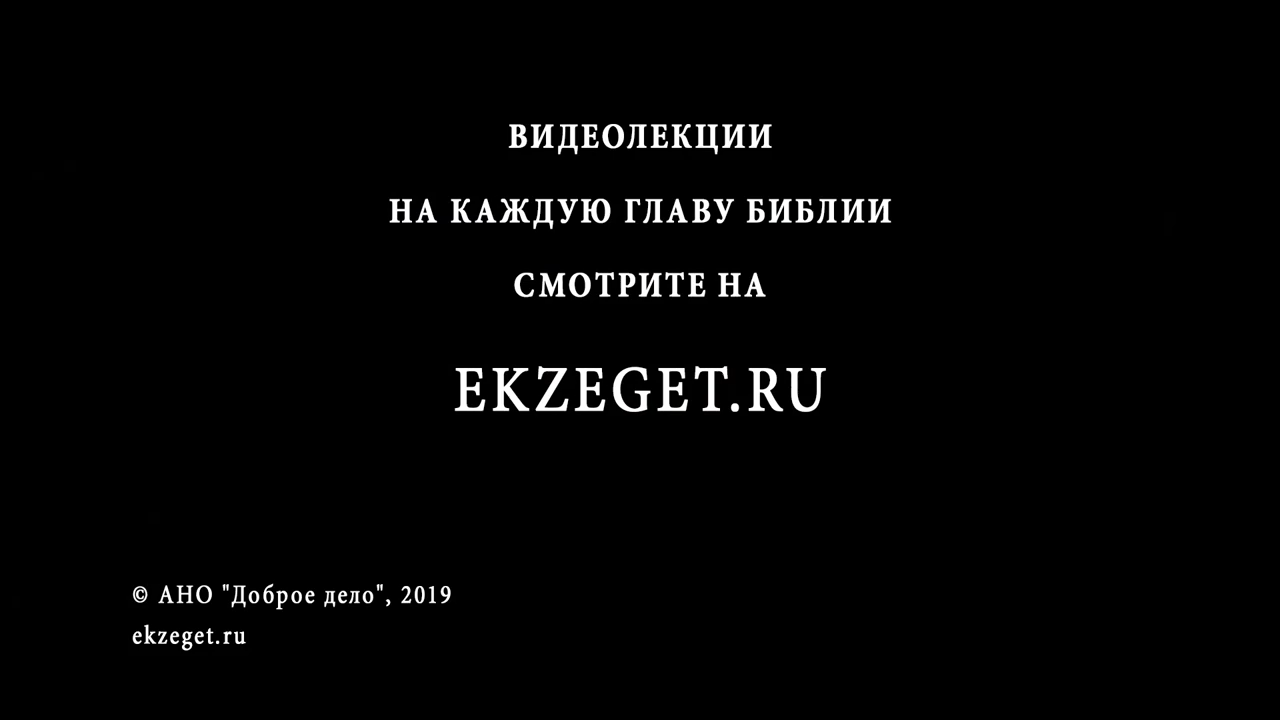 ВИДЕОЛЕКЦИИ
НА КАЖДУЮ ГЛАВУ БИБЛИИ
СМОТРИТЕ НА
EKZEGET.RU
© АНО "Доброе дело", 2019
ekzeget.ru